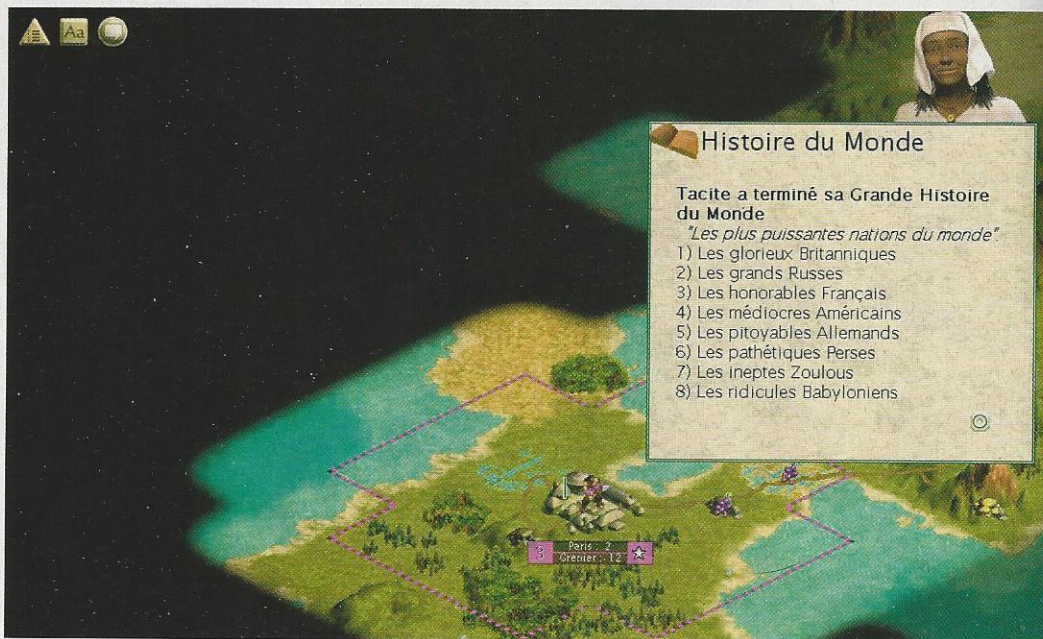 Aa
Histoire du Monde
Tacite a terminé sa Grande Histoire
du Monde
"Les plus puissantes nations du monde".
1) Les glorieux Britanniques
2) Les grands Russes
3) Les honorables Français
4) Les médiocres Américains
5) Les pitoyables Allemands
6) Les pathétiques Perses
7) Les ineptes Zoulous
8) Les ridicules Babyloniens
3
Paris : 2
Grenier : 12